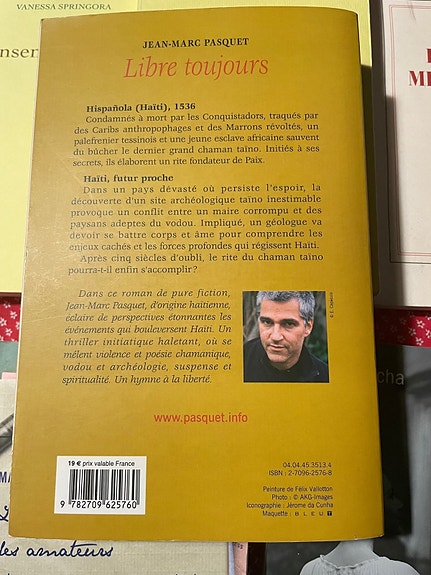 VANESSA SPRINGORA
JEAN-MARC PASQUET
Libre toujours
Hispañola (Haïti), 1536
Condamnés à mort par les Conquistadors, traqués par
des Caribs anthropophages et des Marrons révoltés, un
palefrenier tessinois et une jeune esclave africaine sauvent
du bûcher le dernier grand chaman taïno. Initiés à ses
secrets, ils élaborent un rite fondateur de Paix.
Haïti, futur proche
Dans un pays dévasté où persiste l'espoir, la
découverte d'un site archéologique taïno inestimable
provoque un conflit entre un maire corrompu et des
paysans adeptes du vodou. Impliqué, un géologue va
devoir se battre corps et âme pour comprendre les
enjeux cachés et les forces profondes qui régissent Haïti.
Après cinq siècles d'oubli, le rite du chaman taïno
pourra-t-il enfin s'accomplir ?
Dans ce roman de pure fiction,
Jean-Marc Pasquet, d'origine haïtienne,
éclaire de perspectives étonnantes les
événements qui bouleversent Haïti. Un
thriller initiatique haletant, où se
mêlent violence et poésie chamanique,
vodou et archéologie, suspense et
spiritualité. Un hymne à la liberté.
www.pasquet.info
19 € prix valable France
9 782709 625760
04.04.45.3513.4
ISBN : 2-7096-2576-8
Peinture de Félix Vallotton
Photo : © AKG-Images
Iconographie : Jérome da Cunha
Maquette : BLEUT
des amateurs